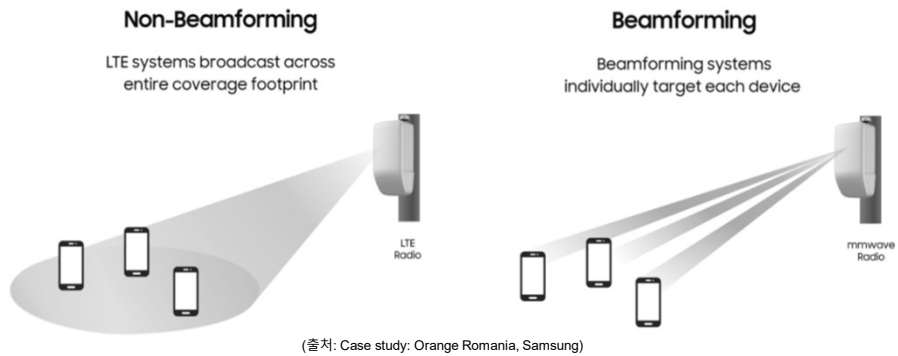 Non-Beamforming
LTE systems broadcast across
entire coverage footprint
LTE
Radio
Beamforming
Beamforming systems
individually target each device
mmwave
Radio
(출처: Case study: Orange Romania, Samsung)